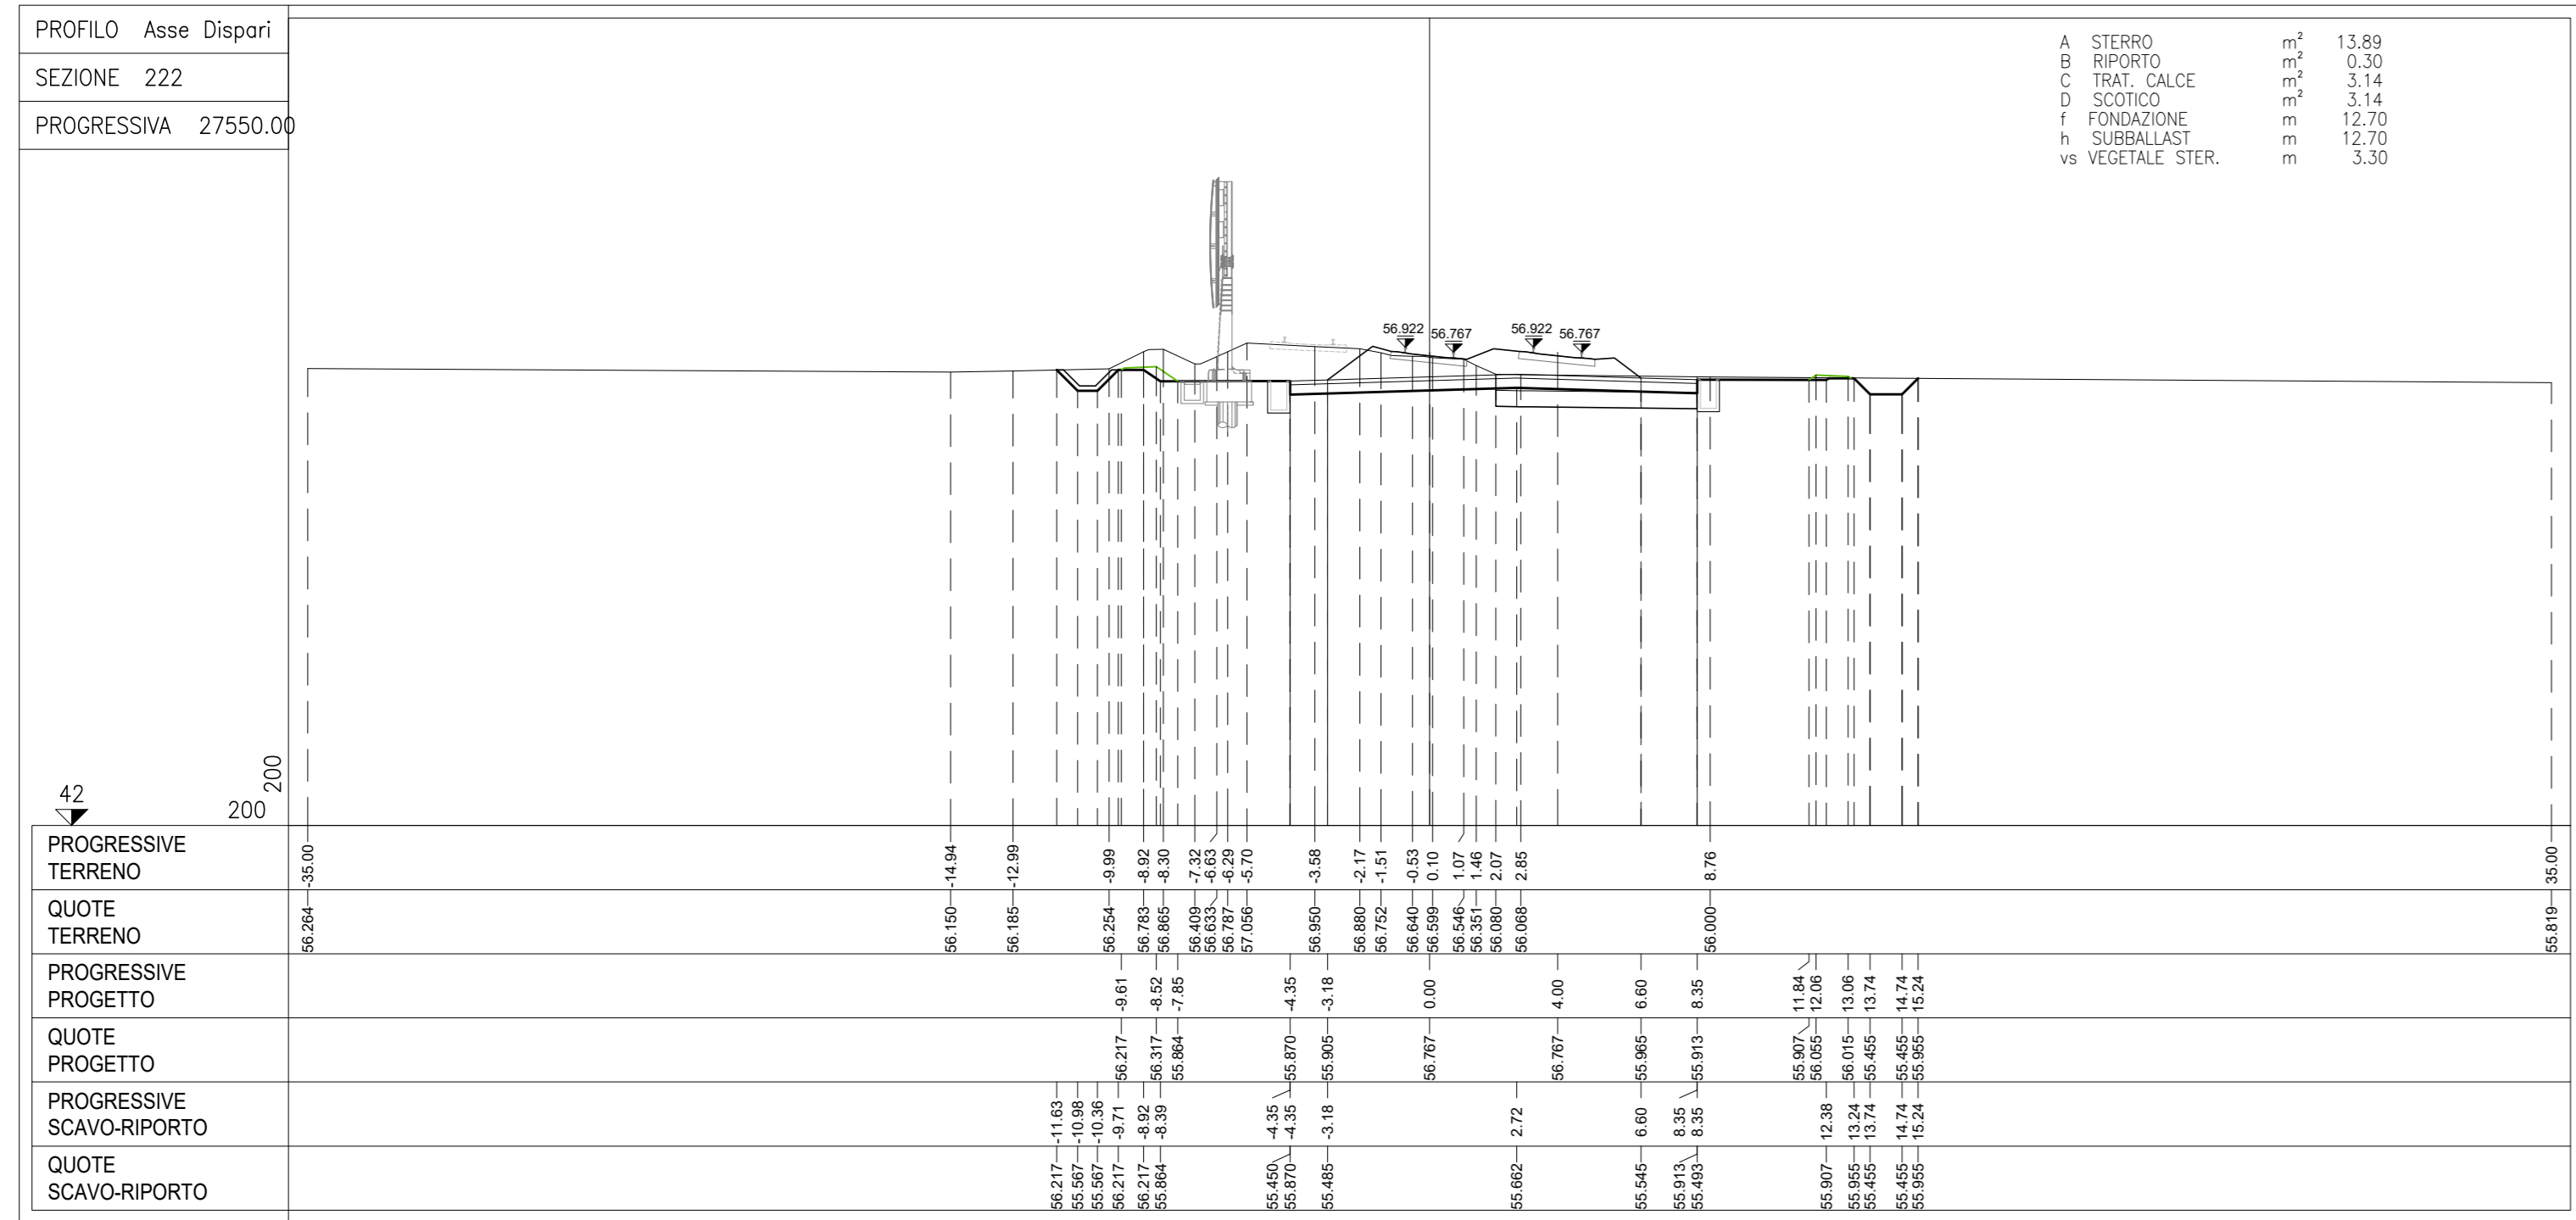 PROFILO Asse Dispari
SEZIONE 222
PROGRESSIVA 27550.00
A STERRO m² 13.89
B RIPORTO m² 0.30
C TRAT. CALCE m² 3.14
D SCOTICO m² 3.14
f FONDAZIONE m 12.70
h SUBBALLAST m 12.70
vs VEGETALE STER. m 3.30
56.922 56.767 56.922 56.767
200
42
200
PROGRESSIVE
TERRENO
-35.00 -14.94 -12.99 -9.99 -8.92 -8.30 -7.32 -6.63 -6.29 -5.70 -3.58 -2.17 -1.51 -0.53 0.10 1.07 1.46 2.07 2.85 8.76 35.00
QUOTE
TERRENO
56.264 56.150 56.185 56.254 56.783 56.865 56.409 56.633 56.787 57.056 56.950 56.880 56.752 56.640 56.599 56.546 56.351 56.080 56.068 56.000 55.819
PROGRESSIVE
PROGETTO
-9.61 -8.52 -7.85 -4.35 -3.18 0.00 4.00 6.60 8.35 11.84 12.06 13.06 13.74 14.74 15.24
QUOTE
PROGETTO
56.217 56.317 55.864 55.870 55.905 56.767 56.767 55.965 55.913 55.907 56.055 56.015 55.455 55.455 55.955
PROGRESSIVE
SCAVO-RIPORTO
-11.63 -10.98 -10.36 -9.71 -8.92 -8.39 -4.35 -4.35 -3.18 2.72 6.60 8.35 8.35 12.38 13.24 13.74 14.74 15.24
QUOTE
SCAVO-RIPORTO
56.217 55.567 55.567 56.217 56.217 55.864 55.450 55.870 55.485 55.662 55.545 55.913 55.493 55.907 55.955 55.455 55.455 55.955